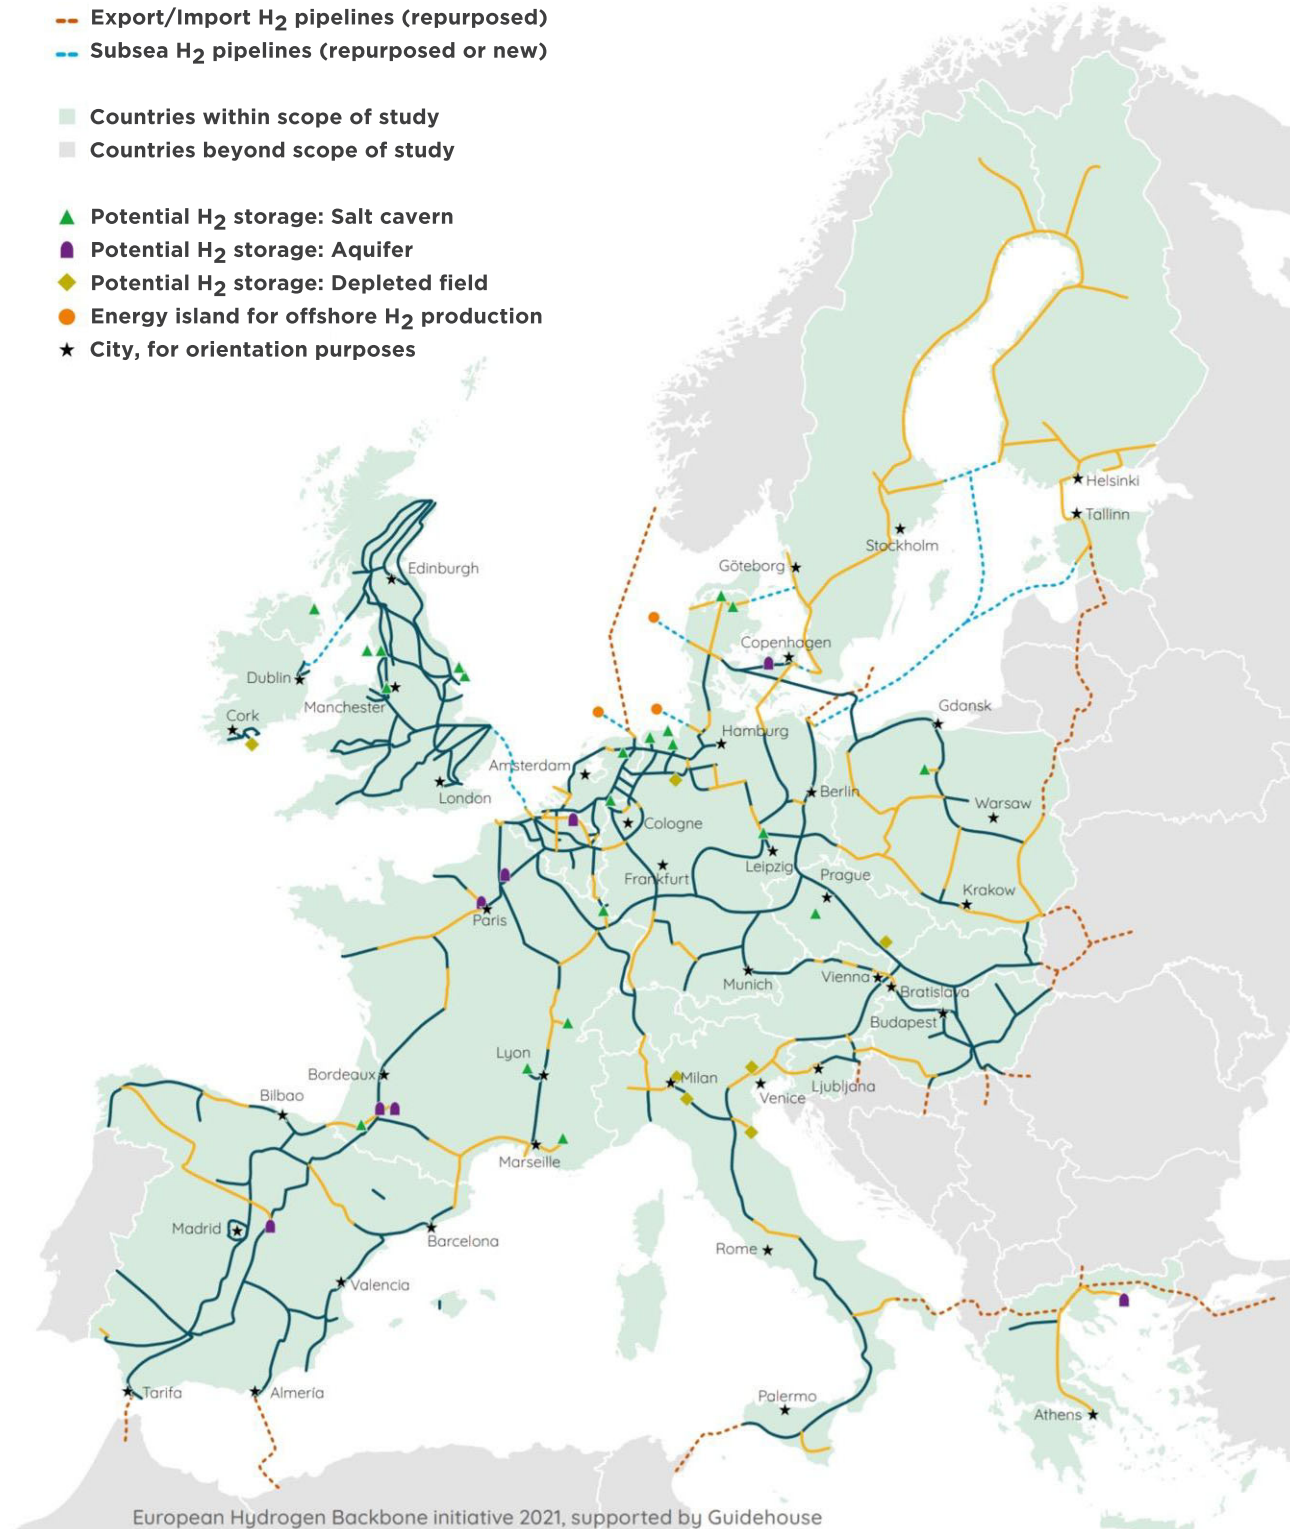 Export/Import H2 pipelines (repurposed)
Subsea H2 pipelines (repurposed or new)
Countries within scope of study
Countries beyond scope of study
Potential H2 storage: Salt cavern
Potential H2 storage: Aquifer
Potential H2 storage: Depleted field
Energy island for offshore H2 production
City, for orientation purposes
Helsinki
Tallinn
Stockholm
Göteborg
Edinburgh
Copenhagen
Dublin
Manchester
Cork
Gdansk
Hamburg
Amsterdam
London
Berlin
Warsaw
Cologne
Leipzig
Frankfurt
Prague
Krakow
Paris
Munich
Vienna
Bratislava
Budapest
Lyon
Bordeaux
Milan
Ljubljana
Bilbao
Venice
Marseille
Madrid
Barcelona
Rome
Valencia
Tarifa
Almería
Palermo
Athens
European Hydrogen Backbone initiative 2021, supported by Guidehouse